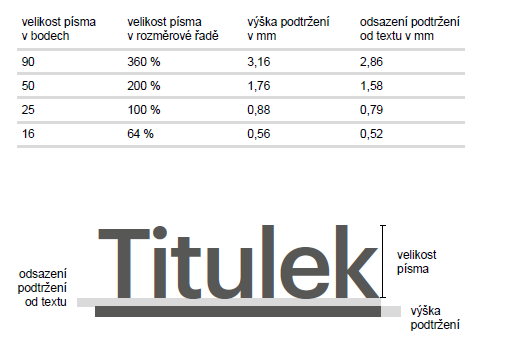 velikost písma velikost písma výška podtržení odsazení podtržení
v bodech v rozměrové řadě v mm od textu v mm
90 360 % 3,16 2,86
50 200 % 1,76 1,58
25 100 % 0,88 0,79
16 64 % 0,56 0,52
Titulek
velikost
písma
odsazení
podtržení
od textu
výška
podtržení